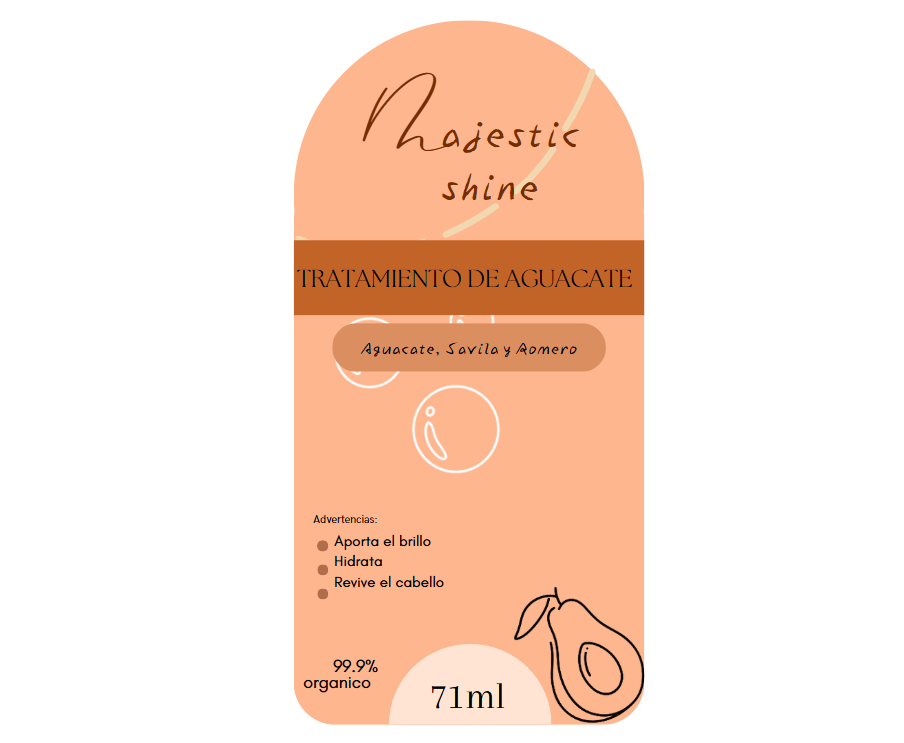 Majestic
shine
TRATAMIENTO DE AGUACATE
Aguacate, Savila y Romero
Advertencias:
Aporta el brillo
Hidrata
Revive el cabello
99.9%
organico
71ml